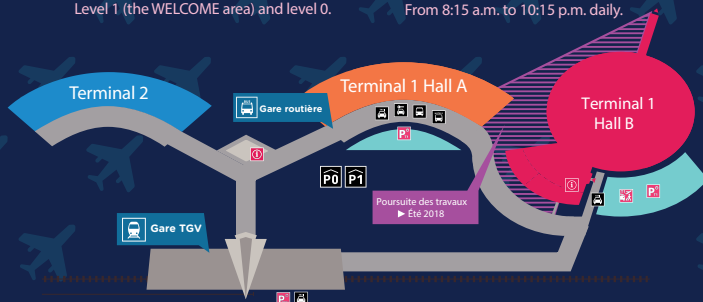 Level 1 (the WELCOME area) and level 0.
From 8:15 a.m. to 10:15 p.m. daily.
Terminal 2
Gare routière
Terminal 1 Hall A
Terminal 1
Hall B
P0 P1
Poursuite des travaux
▶ Été 2018
Gare TGV